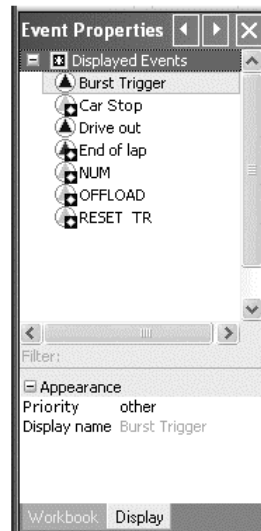 Event Properties
Displayed Events
Burst Trigger
Car Stop
Drive out
End of lap
NUM
OFFLOAD
RESET TR
Filter:
Appearance
Priority other
Display name Burst Trigger
Workbook Display